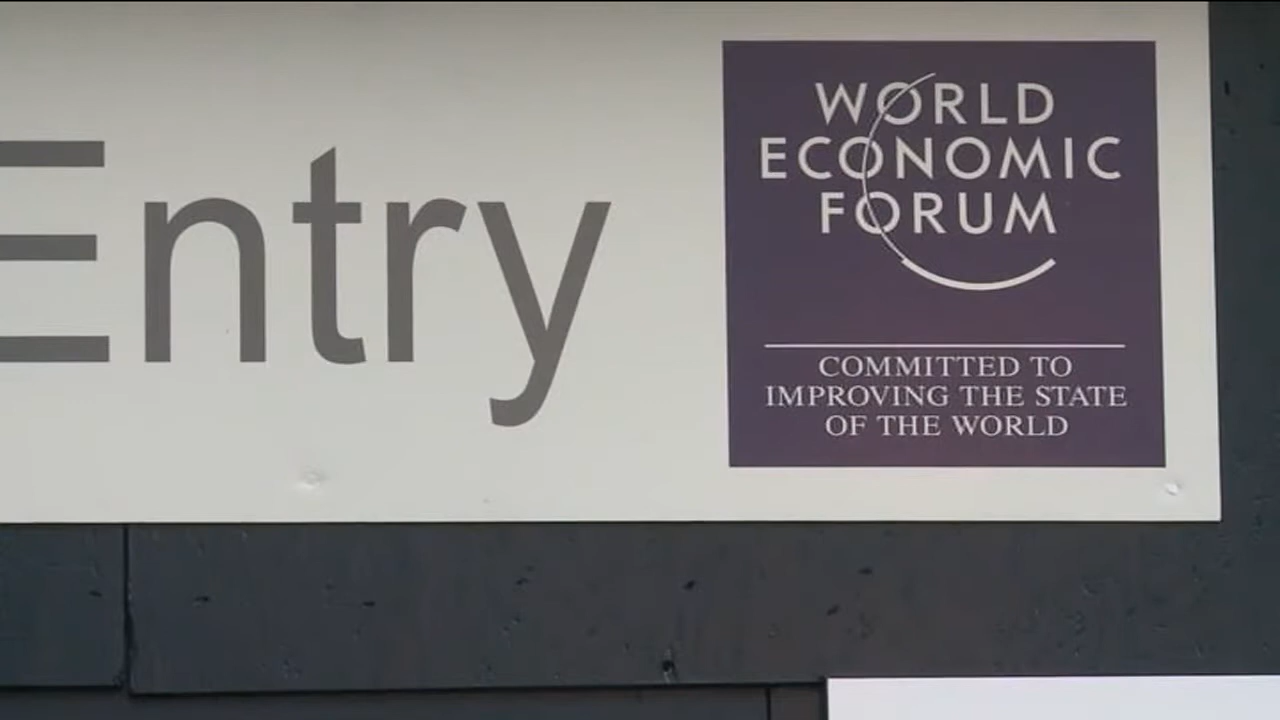 Entry
WORLD
ECONOMIC
FORUM
COMMITTED TO
IMPROVING THE STATE
OF THE WORLD